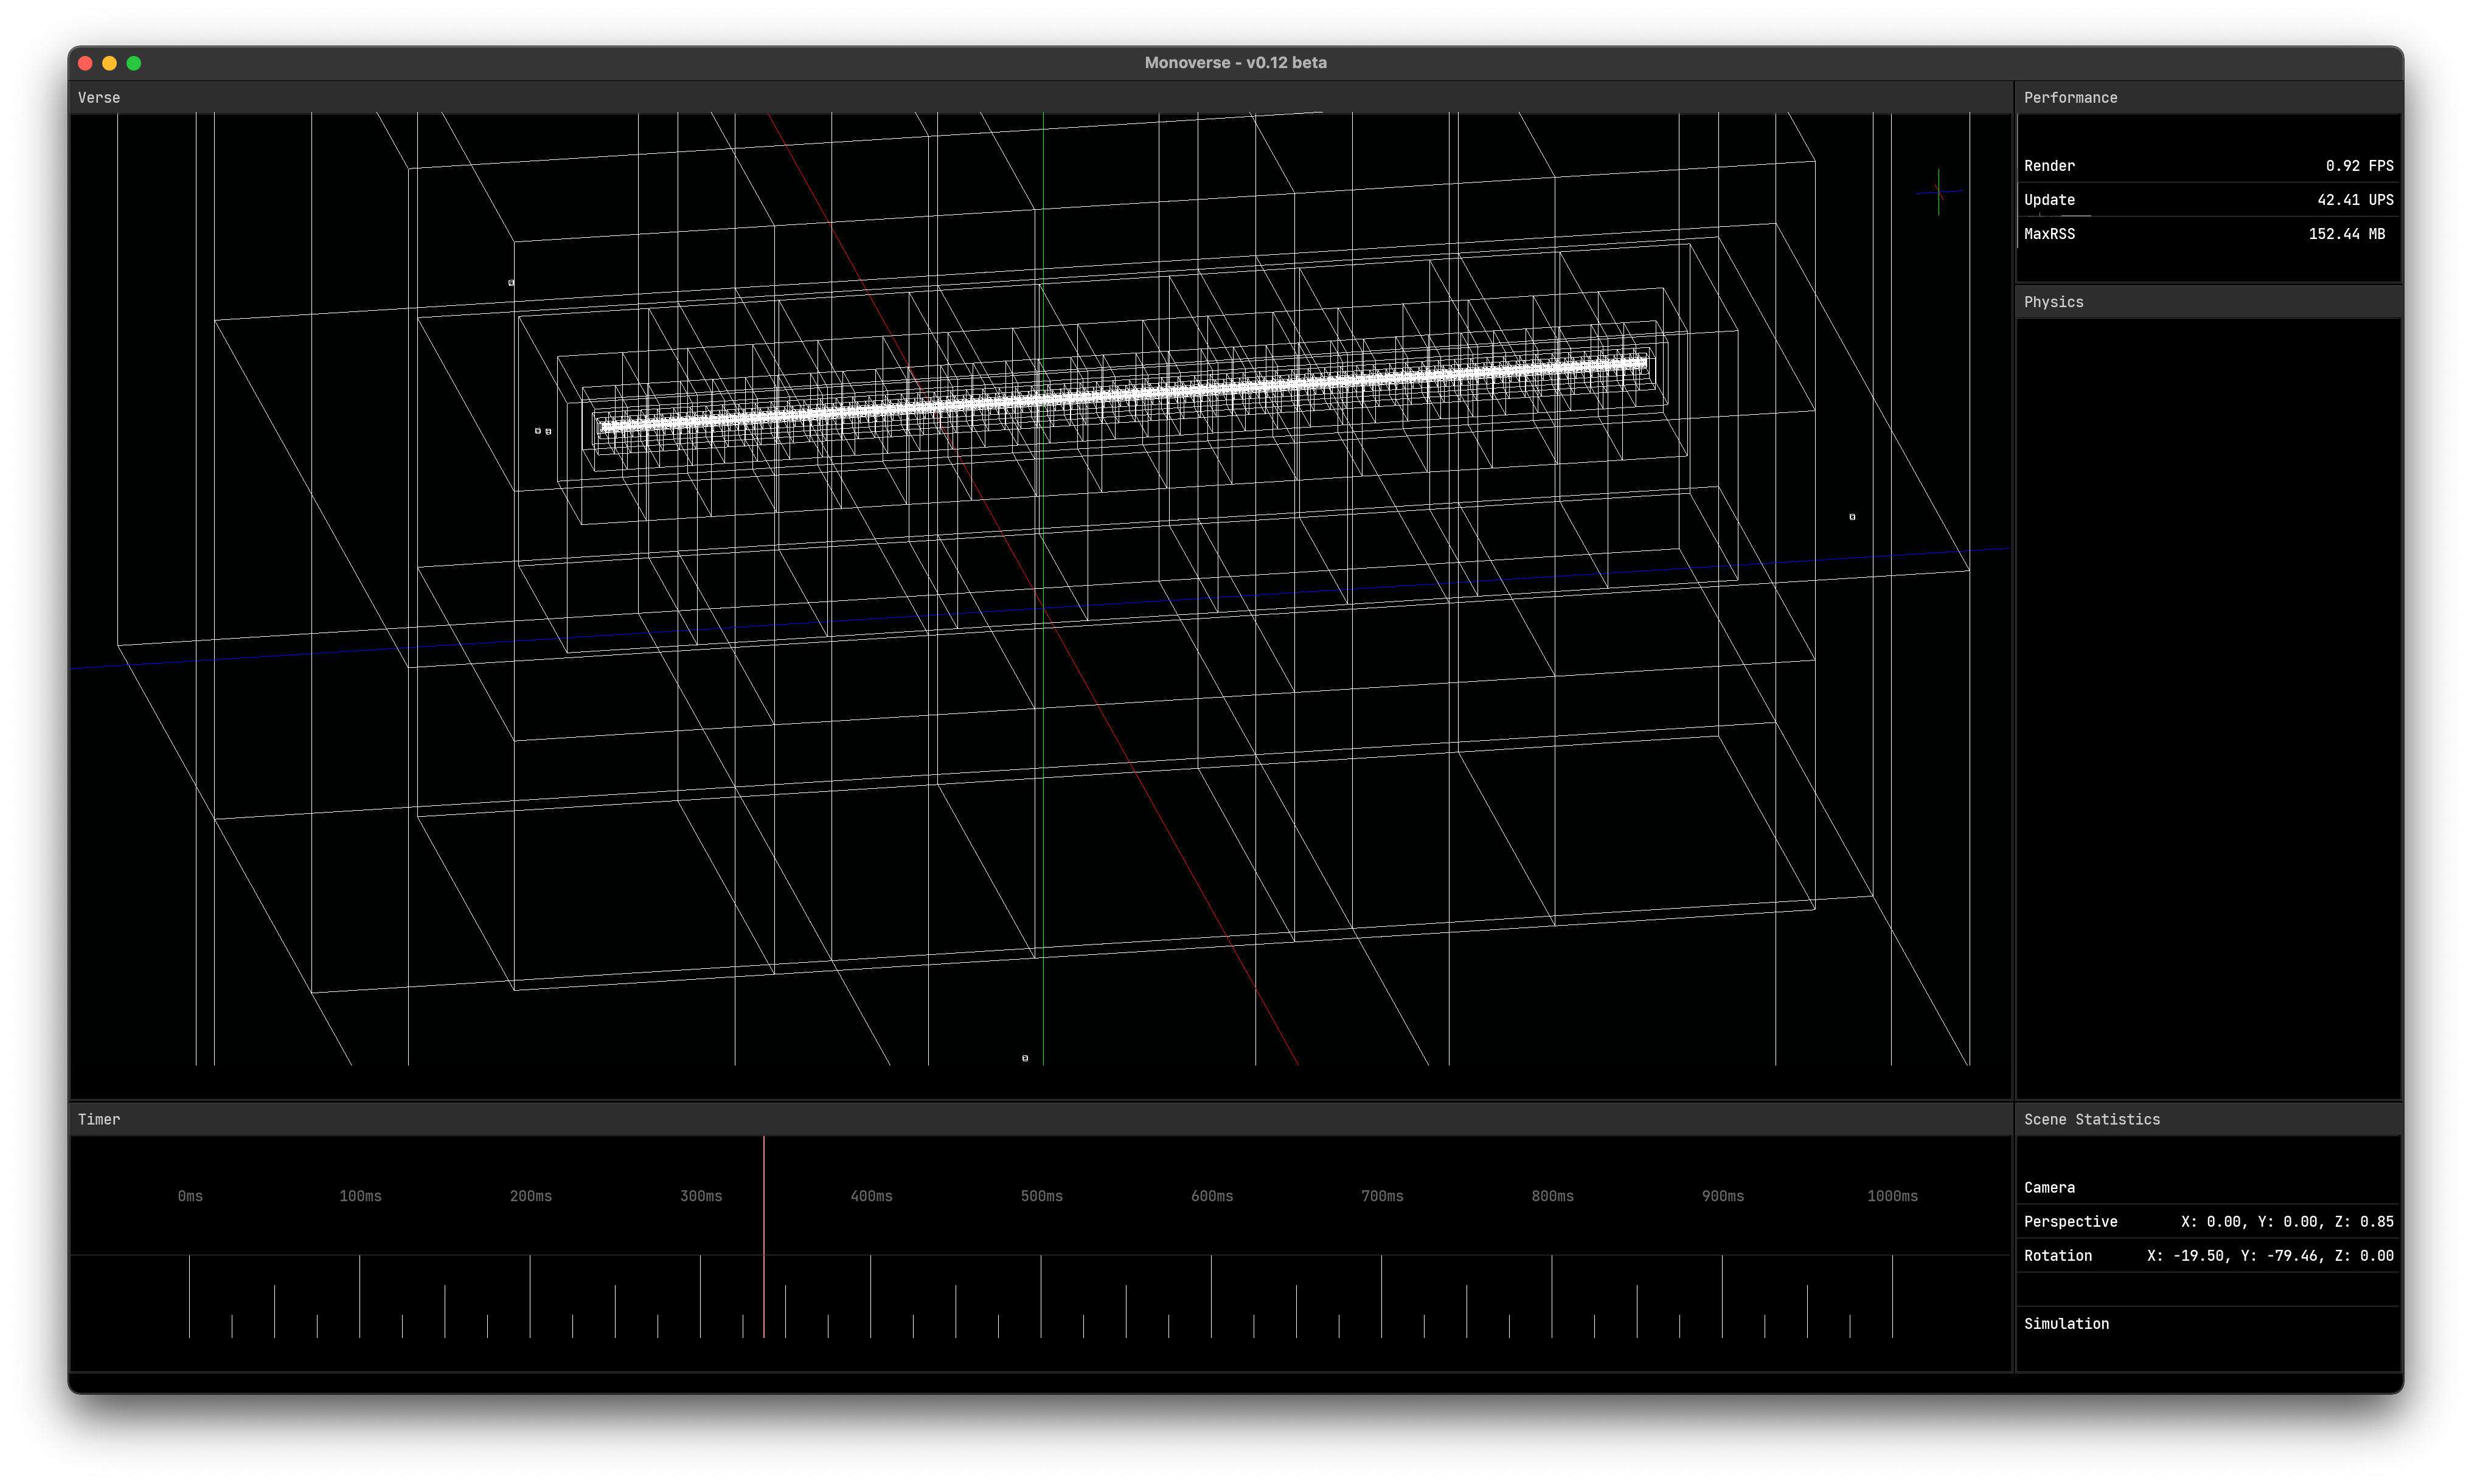 Monoverse - v0.12 beta
Verse
Performance
Render 0.92 FPS
Update 42.41 UPS
MaxRSS 152.44 MB
Physics
Timer
0ms 100ms 200ms 300ms 400ms 500ms 600ms 700ms 800ms 900ms 1000ms
Scene Statistics
Camera
Perspective X: 0.00, Y: 0.00, Z: 0.85
Rotation X: -19.50, Y: -79.46, Z: 0.00
Simulation